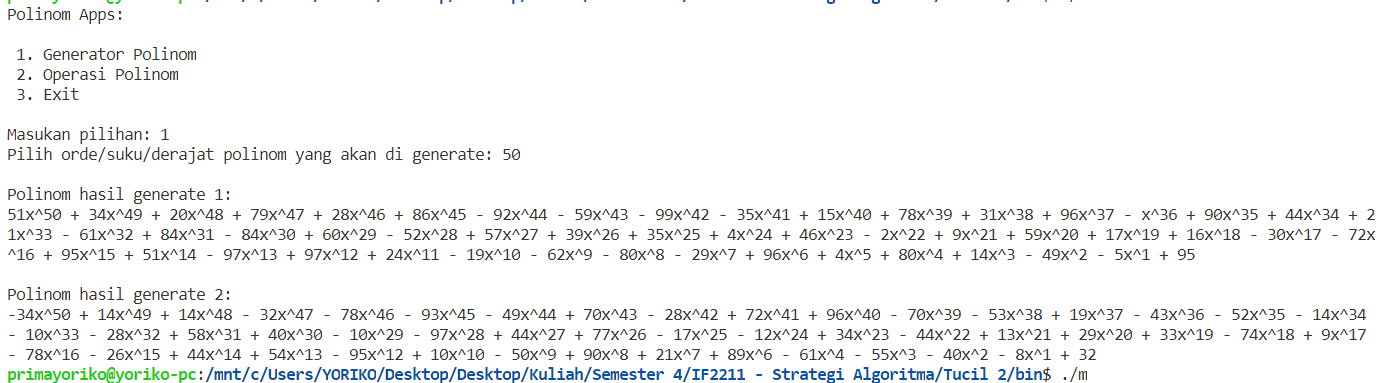 Polinom Apps:
1. Generator Polinom
2. Operasi Polinom
3. Exit
Masukan pilihan: 1
Pilih orde/suku/derajat polinom yang akan di generate: 50
Polinom hasil generate 1:
51x^50 + 34x^49 + 20x^48 + 79x^47 + 28x^46 + 86x^45 - 92x^44 - 59x^43 - 99x^42 - 35x^41 + 15x^40 + 78x^39 + 31x^38 + 96x^37 - x^36 + 90x^35 + 44x^34 + 2
1x^33 - 61x^32 + 84x^31 - 84x^30 + 60x^29 - 52x^28 + 57x^27 + 39x^26 + 35x^25 + 4x^24 + 46x^23 - 2x^22 + 9x^21 + 59x^20 + 17x^19 + 16x^18 - 30x^17 - 72x
^16 + 95x^15 + 51x^14 - 97x^13 + 97x^12 + 24x^11 - 19x^10 - 62x^9 - 80x^8 - 29x^7 + 96x^6 + 4x^5 + 80x^4 + 14x^3 - 49x^2 - 5x^1 + 95
Polinom hasil generate 2:
-34x^50 + 14x^49 + 14x^48 - 32x^47 - 78x^46 - 93x^45 - 49x^44 + 70x^43 - 28x^42 + 72x^41 + 96x^40 - 70x^39 - 53x^38 + 19x^37 - 43x^36 - 52x^35 - 14x^34
- 10x^33 - 28x^32 + 58x^31 + 40x^30 - 10x^29 - 97x^28 + 44x^27 + 77x^26 - 17x^25 - 12x^24 + 34x^23 - 44x^22 + 13x^21 + 29x^20 + 33x^19 - 74x^18 + 9x^17
- 78x^16 - 26x^15 + 44x^14 + 54x^13 - 95x^12 + 10x^10 - 50x^9 + 90x^8 + 21x^7 + 89x^6 - 61x^4 - 55x^3 - 40x^2 - 8x^1 + 32
primayoriko@yoriko-pc:/mnt/c/Users/YORIKO/Desktop/Desktop/Kuliah/Semester 4/IF2211 - Strategi Algoritma/Tucil 2/bin$ ./m